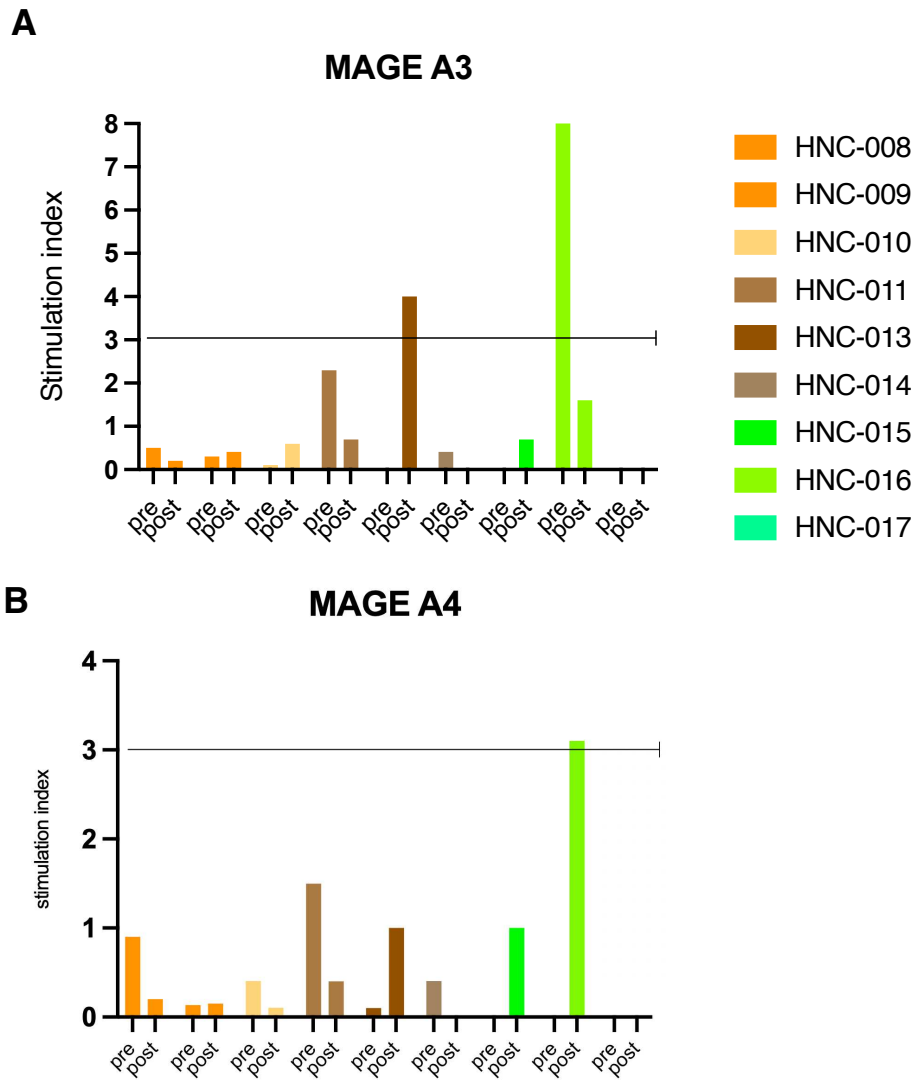 A
MAGE A3
Stimulation index
8
7
6
5
4
3
2
1
0
pre post pre post pre post pre post pre post pre post pre post pre post pre post
HNC-008
HNC-009
HNC-010
HNC-011
HNC-013
HNC-014
HNC-015
HNC-016
HNC-017
B
MAGE A4
stimulation index
4
3
2
1
0
pre post pre post pre post pre post pre post pre post pre post pre post pre post